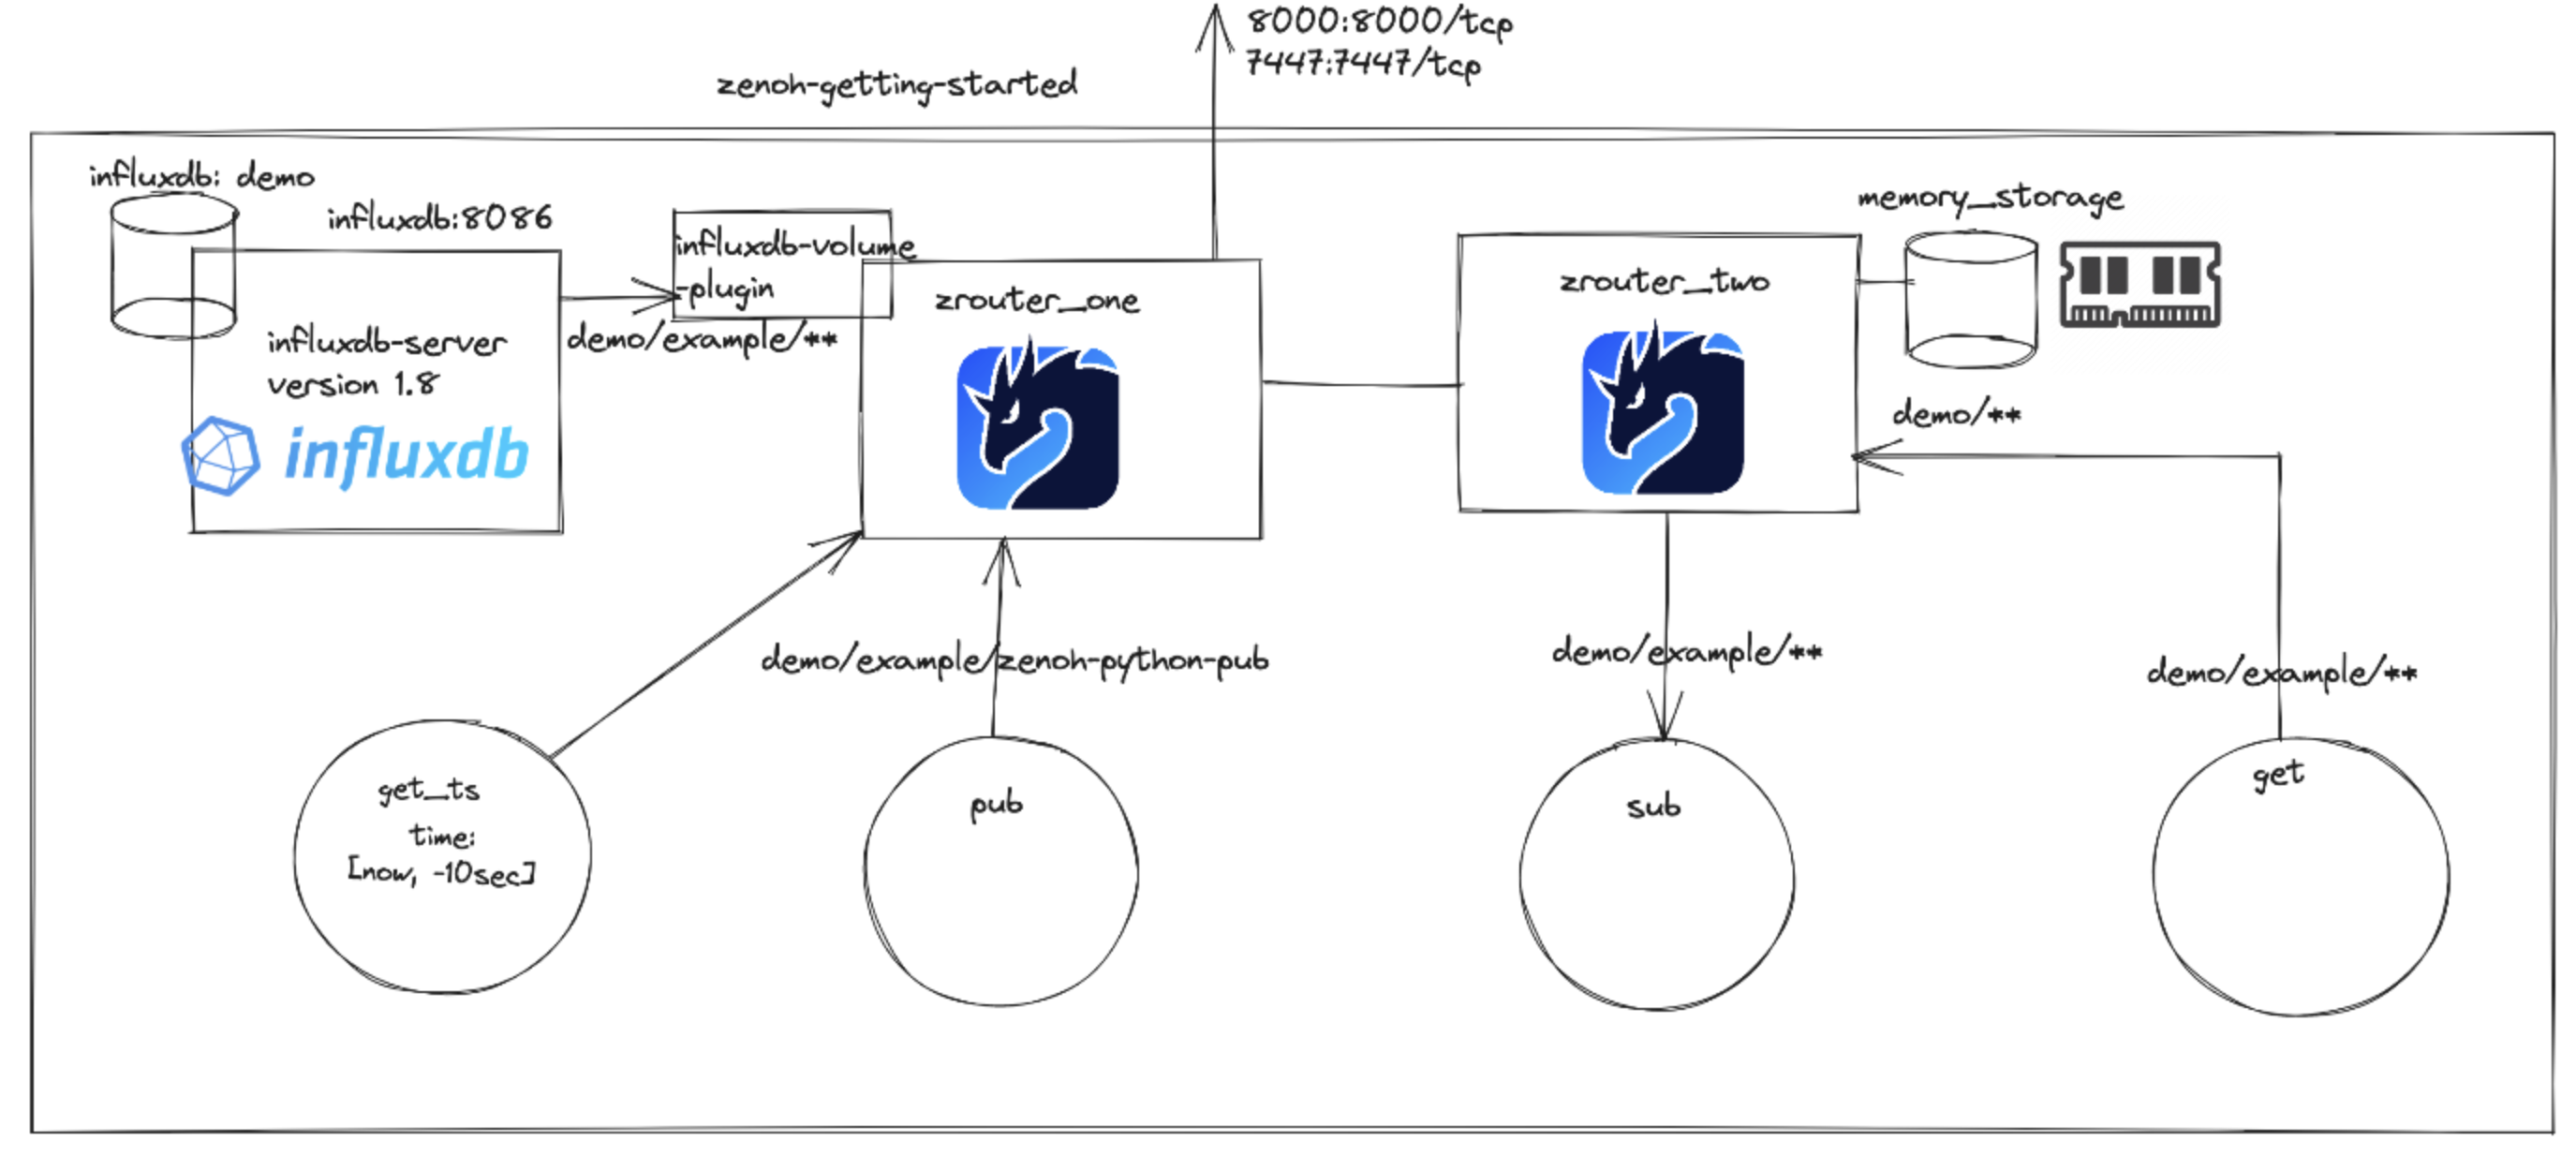 8000:8000/tcp
7447:7447/tcp
zenoh-getting-started
influxdb: demo
influxdb:8086
influxdb-server
version 1.8
influxdb
influxdb-volume
-plugin
demo/example/**
zrouter_one
zrouter_two
memory_storage
demo/**
demo/example/zenoh-python-pub
demo/example/**
demo/example/**
get_ts
time:
[now, -10sec]
pub
sub
get